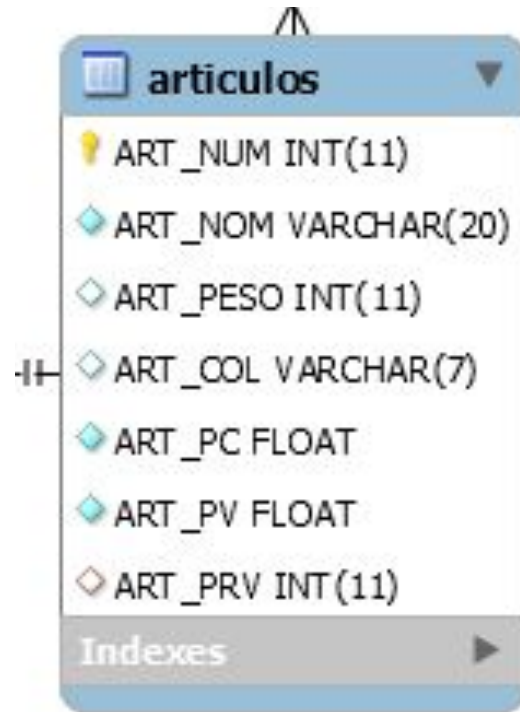 articulos
ART_NUM INT(11)
ART_NOM VARCHAR(20)
ART_PESO INT(11)
ART_COL VARCHAR(7)
ART_PC FLOAT
ART_PV FLOAT
ART_PRV INT(11)
Indexes